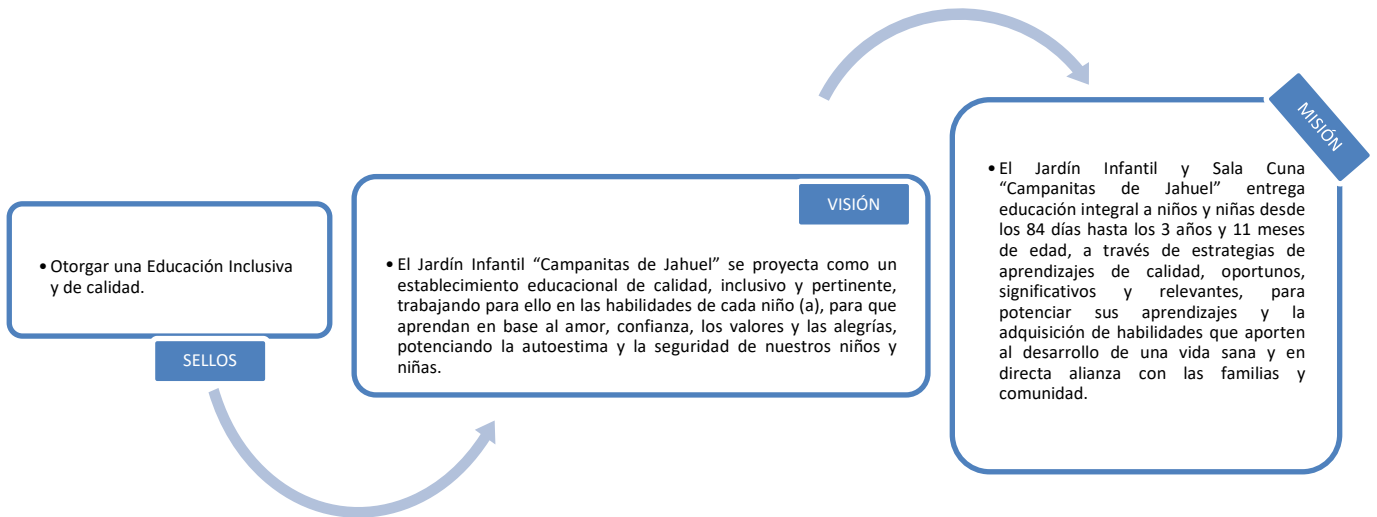 • Otorgar una Educación Inclusiva
y de calidad.
SELLOS
VISIÓN
• El Jardín Infantil “Campanitas de Jahuel” se proyecta como un
establecimiento educacional de calidad, inclusivo y pertinente,
trabajando para ello en las habilidades de cada niño (a), para que
aprendan en base al amor, confianza, los valores y las alegrías,
potenciando la autoestima y la seguridad de nuestros niños y
niñas.
MISIÓN
• El Jardín Infantil y Sala Cuna
“Campanitas de Jahuel” entrega
educación integral a niños y niñas desde
los 84 días hasta los 3 años y 11 meses
de edad, a través de estrategias de
aprendizajes de calidad, oportunos,
significativos y relevantes, para
potenciar sus aprendizajes y la
adquisición de habilidades que aporten
al desarrollo de una vida sana y en
directa alianza con las familias y
comunidad.